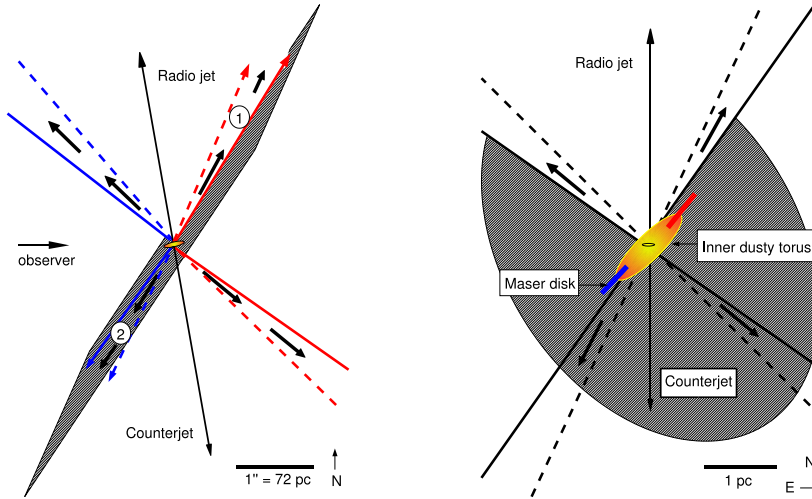 Radio jet
1
observer
2
Counterjet
1" = 72 pc
N
Radio jet
Inner dusty torus
Maser disk
Counterjet
1 pc
N
E